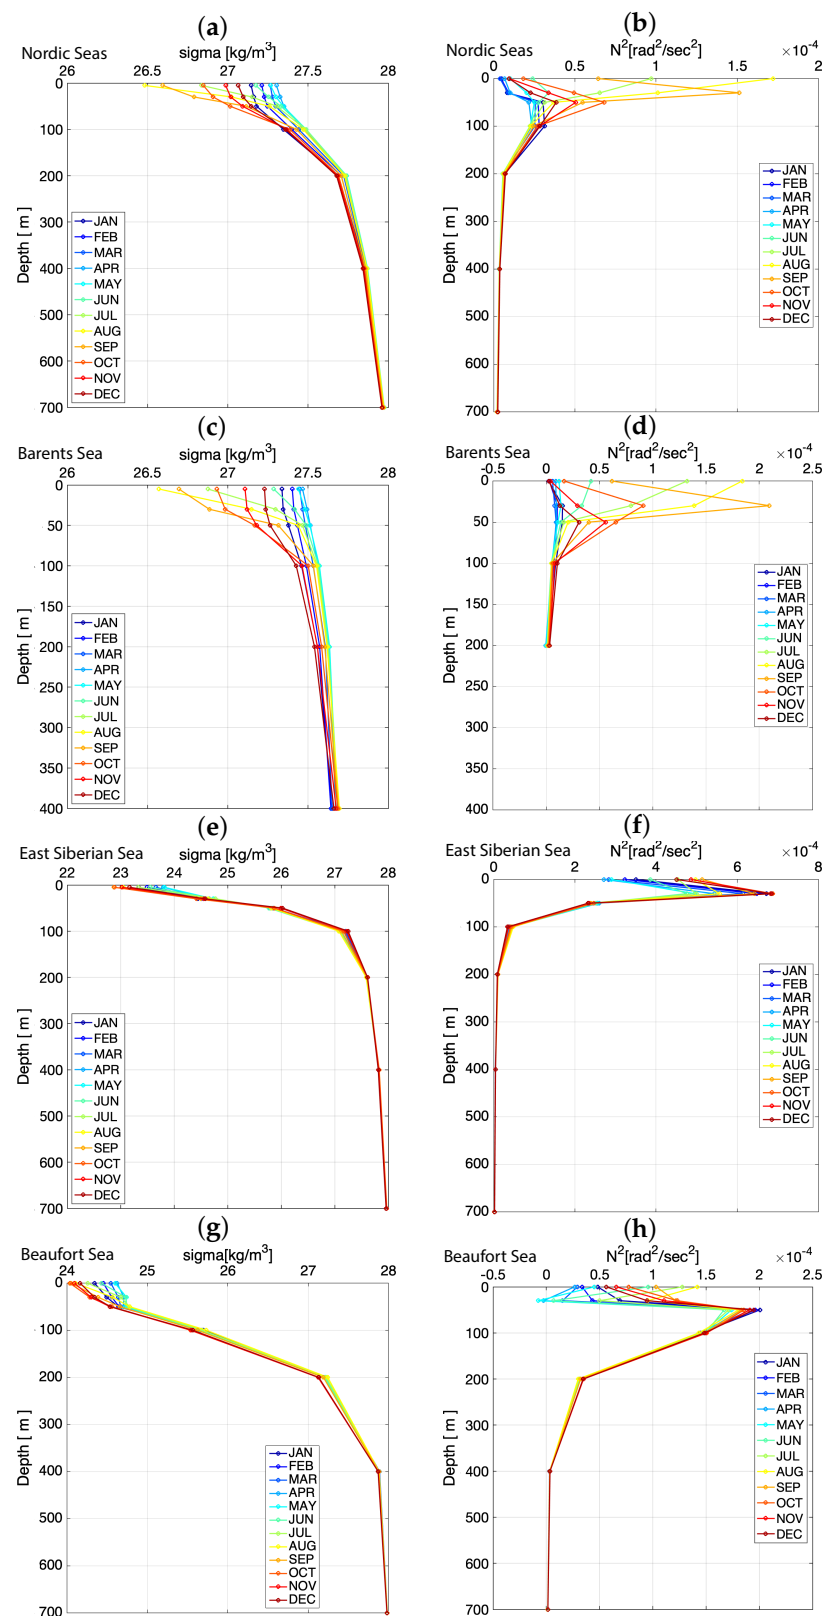 (a)
Nordic Seas sigma [kg/m³]
26 26.5 27 27.5 28
0
100
200
300
400
500
600
700
Depth [ m ]
JAN
FEB
MAR
APR
MAY
JUN
JUL
AUG
SEP
OCT
NOV
DEC
(b)
Nordic Seas N²[rad²/sec²]
×10⁻⁴
0 0.5 1 1.5 2
0
100
200
300
400
500
600
700
Depth [ m ]
JAN
FEB
MAR
APR
MAY
JUN
JUL
AUG
SEP
OCT
NOV
DEC
(c)
Barents Sea sigma [kg/m³]
26 26.5 27 27.5 28
0
50
100
150
200
250
300
350
400
Depth [ m ]
JAN
FEB
MAR
APR
MAY
JUN
JUL
AUG
SEP
OCT
NOV
DEC
(d)
Barents Sea N²[rad²/sec²]
×10⁻⁴
-0.5 0 0.5 1 1.5 2 2.5
0
50
100
150
200
300
350
400
Depth [ m ]
JAN
FEB
MAR
APR
MAY
JUN
JUL
AUG
SEP
OCT
NOV
DEC
(e)
East Siberian Sea sigma [kg/m³]
22 23 24 25 26 27 28
0
100
200
300
400
500
600
700
Depth [ m ]
JAN
FEB
MAR
APR
MAY
JUN
JUL
AUG
SEP
OCT
NOV
DEC
(f)
East Siberian Sea N²[rad²/sec²]
×10⁻⁴
0 2 4 6 8
0
100
200
300
400
500
600
700
Depth [ m ]
JAN
FEB
MAR
APR
MAY
JUN
JUL
AUG
SEP
OCT
NOV
DEC
(g)
Beaufort Sea sigma[kg/m³]
24 25 26 27 28
0
100
200
300
400
500
600
700
Depth [ m ]
JAN
FEB
MAR
APR
MAY
JUN
JUL
AUG
SEP
OCT
NOV
DEC
(h)
Beaufort Sea N²[rad²/sec²]
×10⁻⁴
-0.5 0 0.5 1 1.5 2 2.5
0
100
200
300
400
500
600
700
Depth [ m ]
JAN
FEB
MAR
APR
MAY
JUN
JUL
AUG
SEP
OCT
NOV
DEC